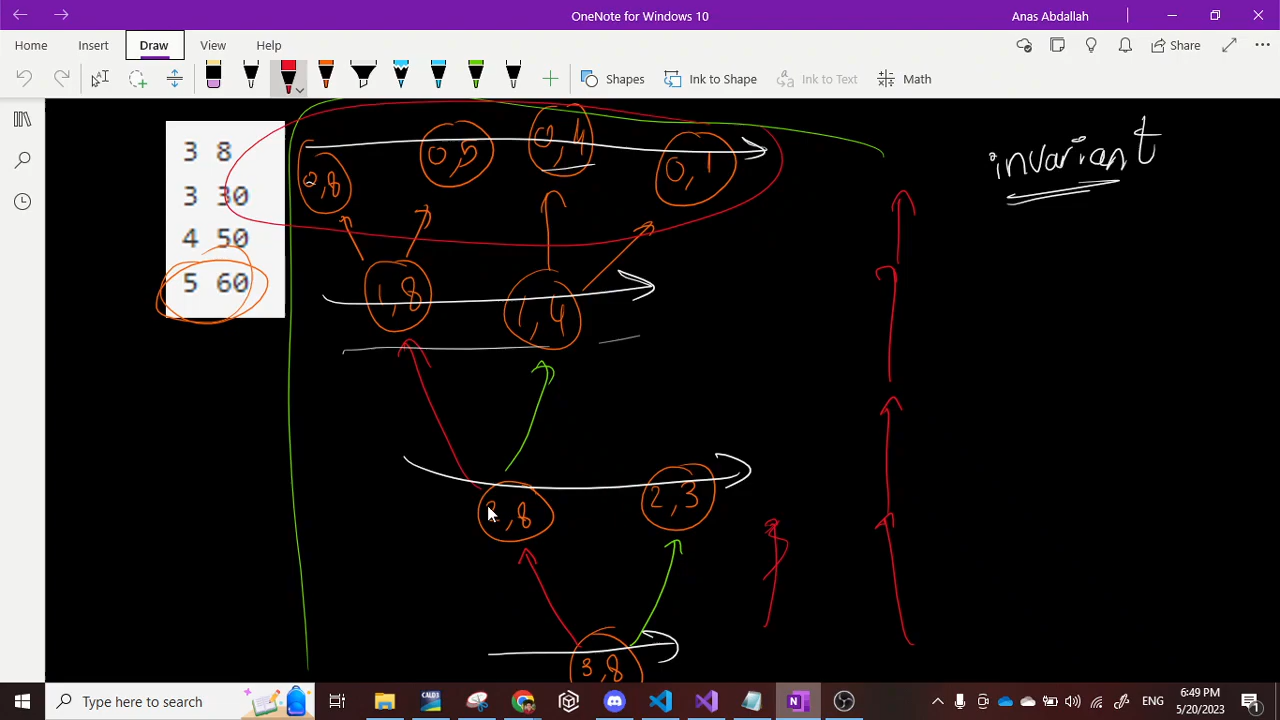 OneNote for Windows 10
Anas Abdallah
Home Insert Draw View Help
Share
Shapes
Ink to Shape
Ink to Text
Math
3 8
3 30
4 50
5 60
0,8
0,5
0,4
0,1
invariant
1,8
1,4
2,8
2,3
3,8
Type here to search
CALDIS
ENG
6:49 PM
5/20/2023
1